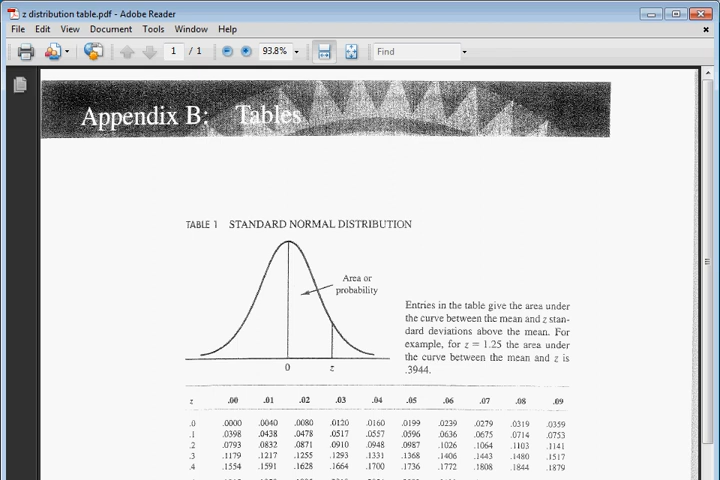 z distribution table.pdf - Adobe Reader
File Edit View Document Tools Window Help
1 / 1 93.8% Find
Appendix B: Tables
TABLE 1 STANDARD NORMAL DISTRIBUTION
Area or
probability
Entries in the table give the area under
the curve between the mean and z stan-
dard deviations above the mean. For
example, for z = 1.25 the area under
the curve between the mean and z is
.3944.
0 z
z .00 .01 .02 .03 .04 .05 .06 .07 .08 .09
.0 .0000 .0040 .0080 .0120 .0160 .0199 .0239 .0279 .0319 .0359
.1 .0398 .0438 .0478 .0517 .0557 .0596 .0636 .0675 .0714 .0753
.2 .0793 .0832 .0871 .0910 .0948 .0987 .1026 .1064 .1103 .1141
.3 .1179 .1217 .1255 .1293 .1331 .1368 .1406 .1443 .1480 .1517
.4 .1554 .1591 .1628 .1664 .1700 .1736 .1772 .1808 .1844 .1879